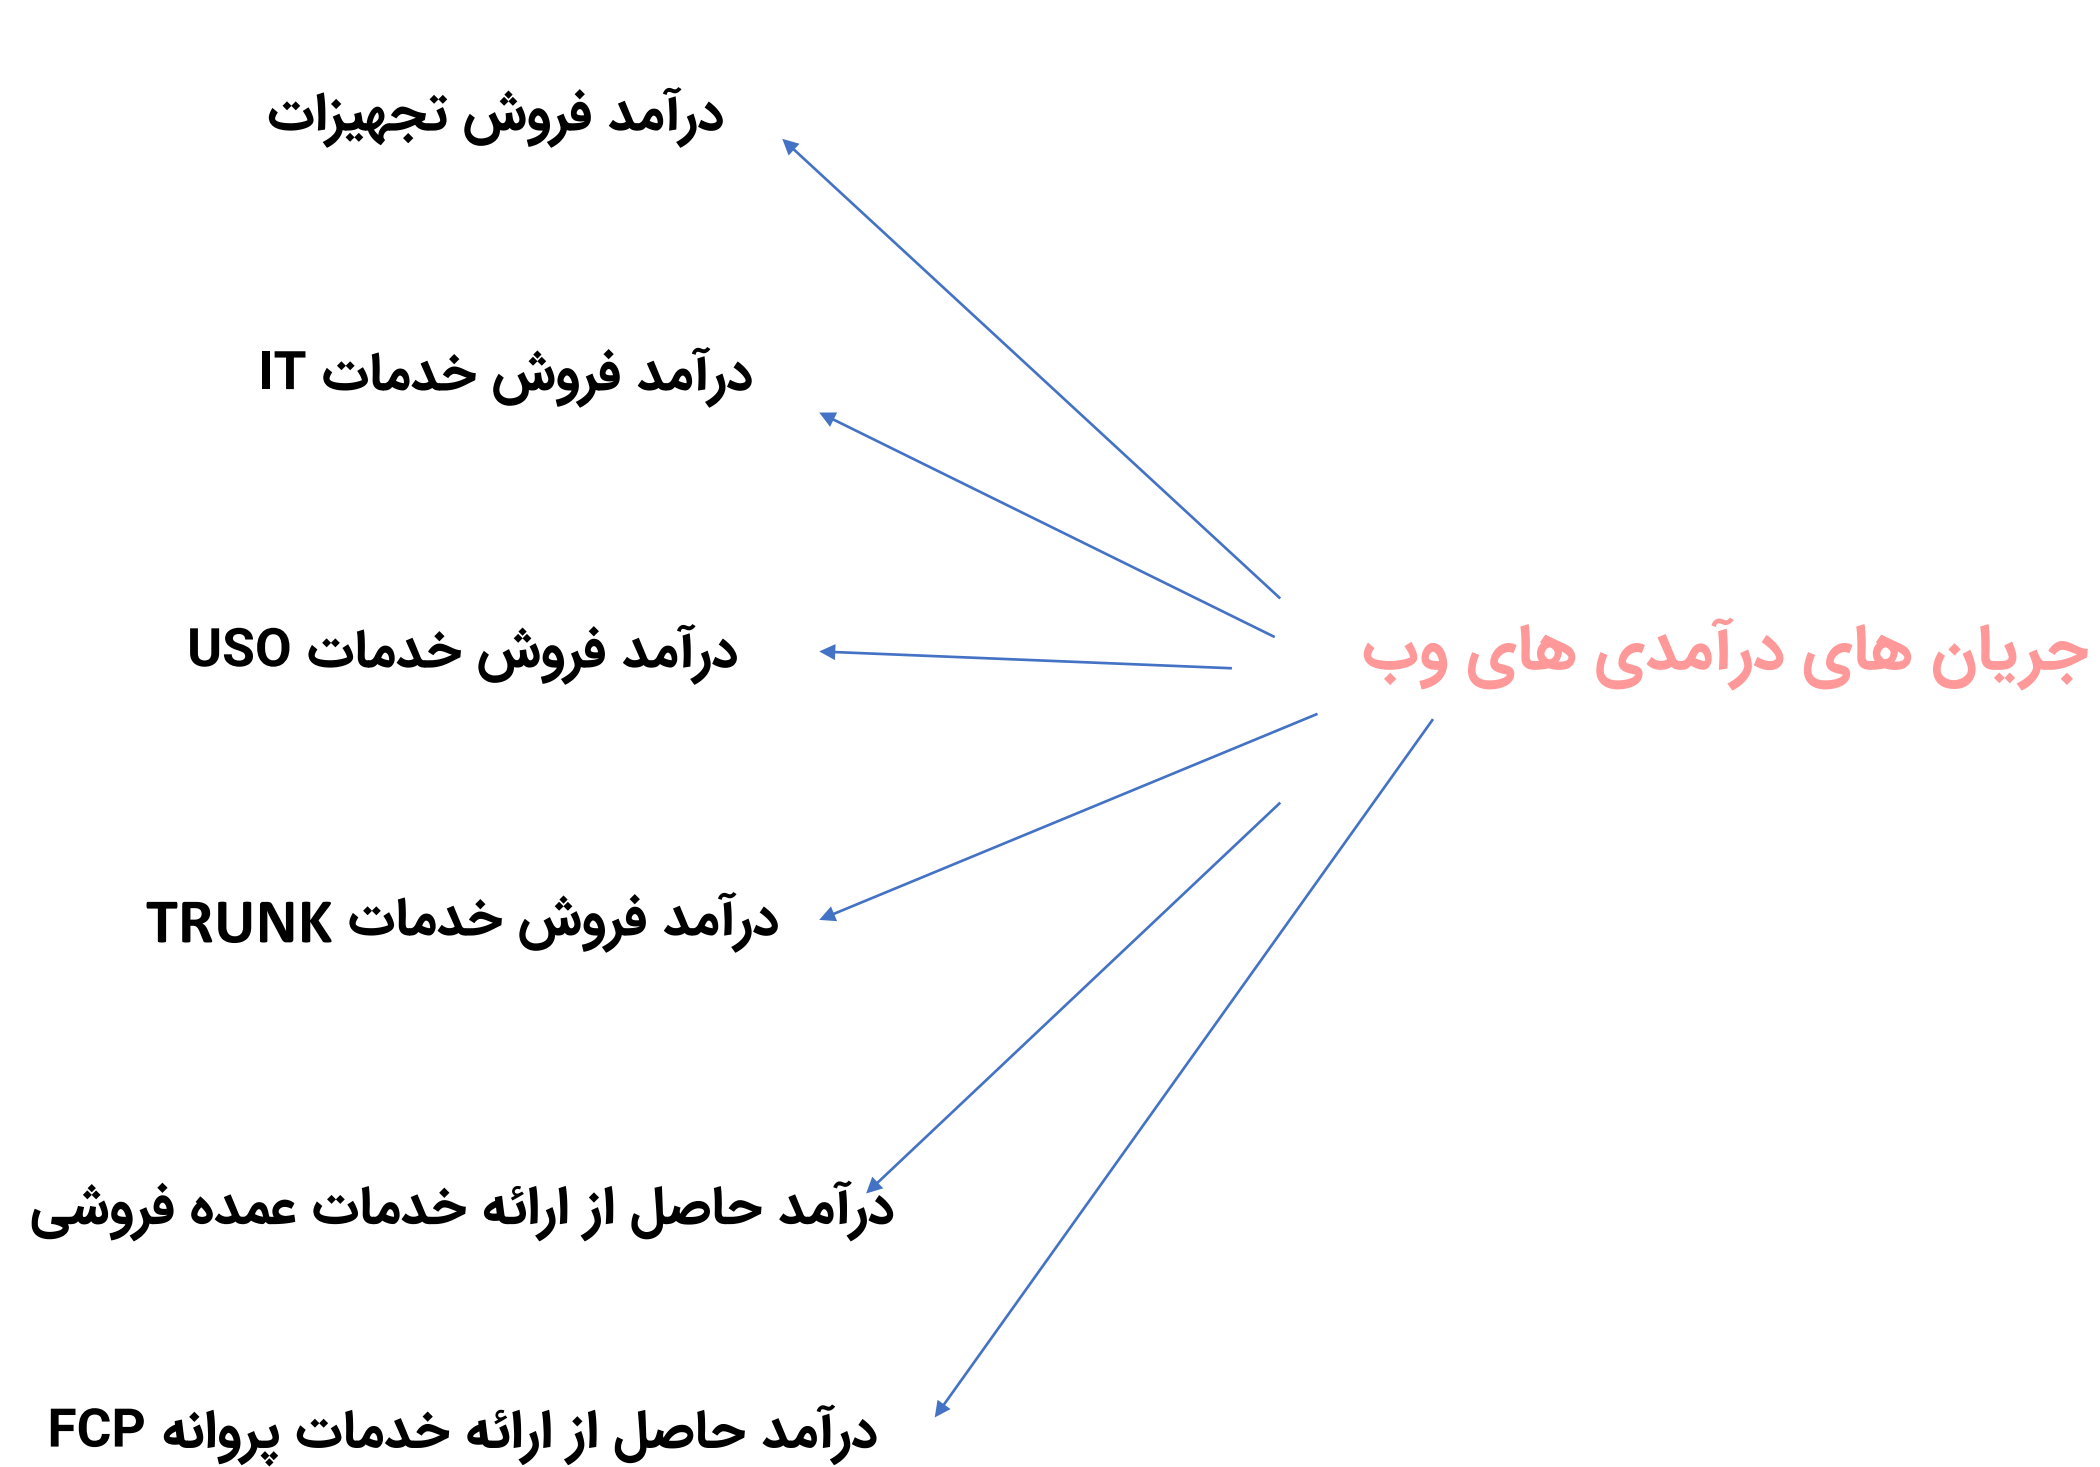 درآمد فروش تجهیزات
درآمد فروش خدمات IT
درآمد فروش خدمات USO
جریان های درآمدی های وب
درآمد فروش خدمات TRUNK
درآمد حاصل از ارائه خدمات عمده فروشی
درآمد حاصل از ارائه خدمات پروانه FCP